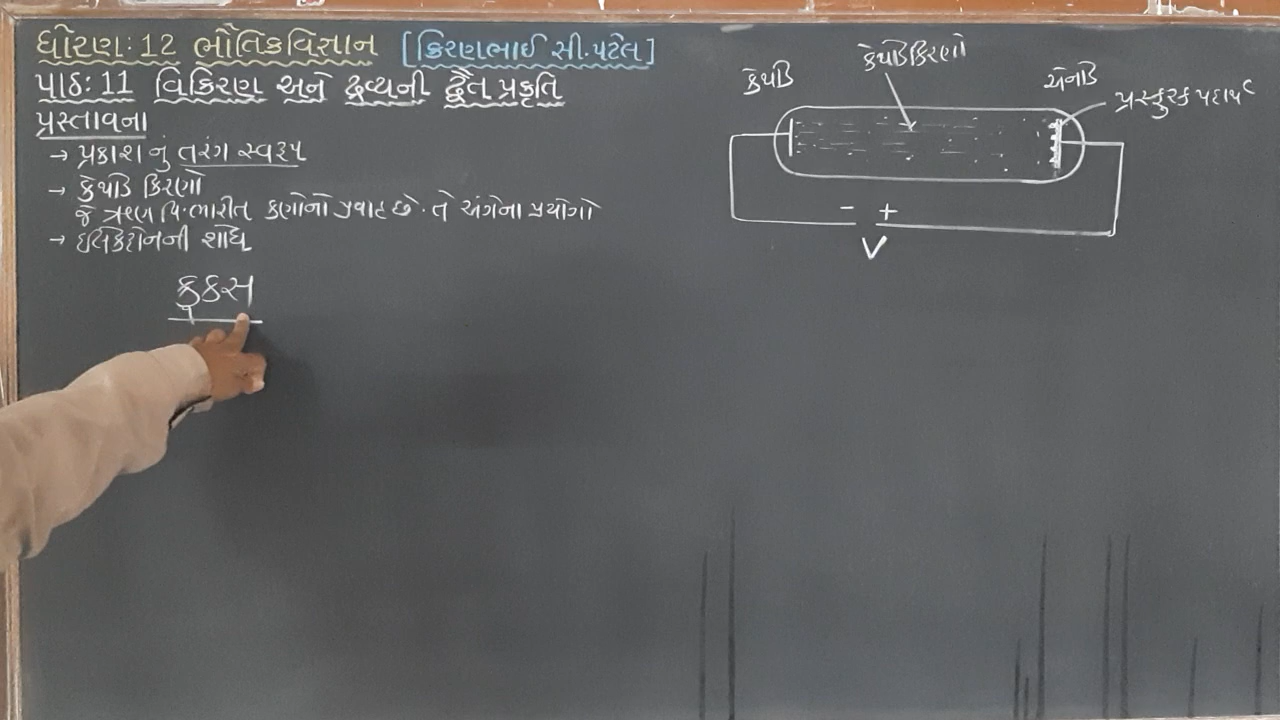 ધોરણ: 12 ભૌતિકવિજ્ઞાન [કિરણભાઈ સી. પટેલ]
પાઠ: 11 વિકિરણ અને દ્રવ્યની દ્વૈત પ્રકૃતિ
પ્રસ્તાવના
→ પ્રકાશનું તરંગ સ્વરૂપ
→ કેથોડ કિરણો
જે ઋણ વિ.ભારીત કણોનો પ્રવાહ છે. તે અંગેના પ્રયોગો
→ ઇલેક્ટ્રોનની શોધ
ક્રુકસ
કેથોડ
કેથોડ કિરણો
એનોડ
પ્રસ્ફુરક પદાર્થ
- +
V